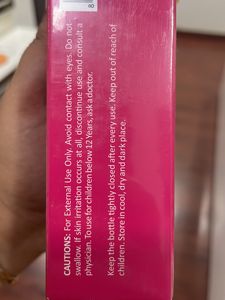 CAUTIONS: For External Use Only. Avoid contact with eyes. Do not
swallow. If skin irritation occurs at all, discontinue use and consult a
physician. To use for children below 12 Years, ask a doctor.
Keep the bottle tightly closed after every use. Keep out of reach of
children. Store in cool, dry and dark place.
8